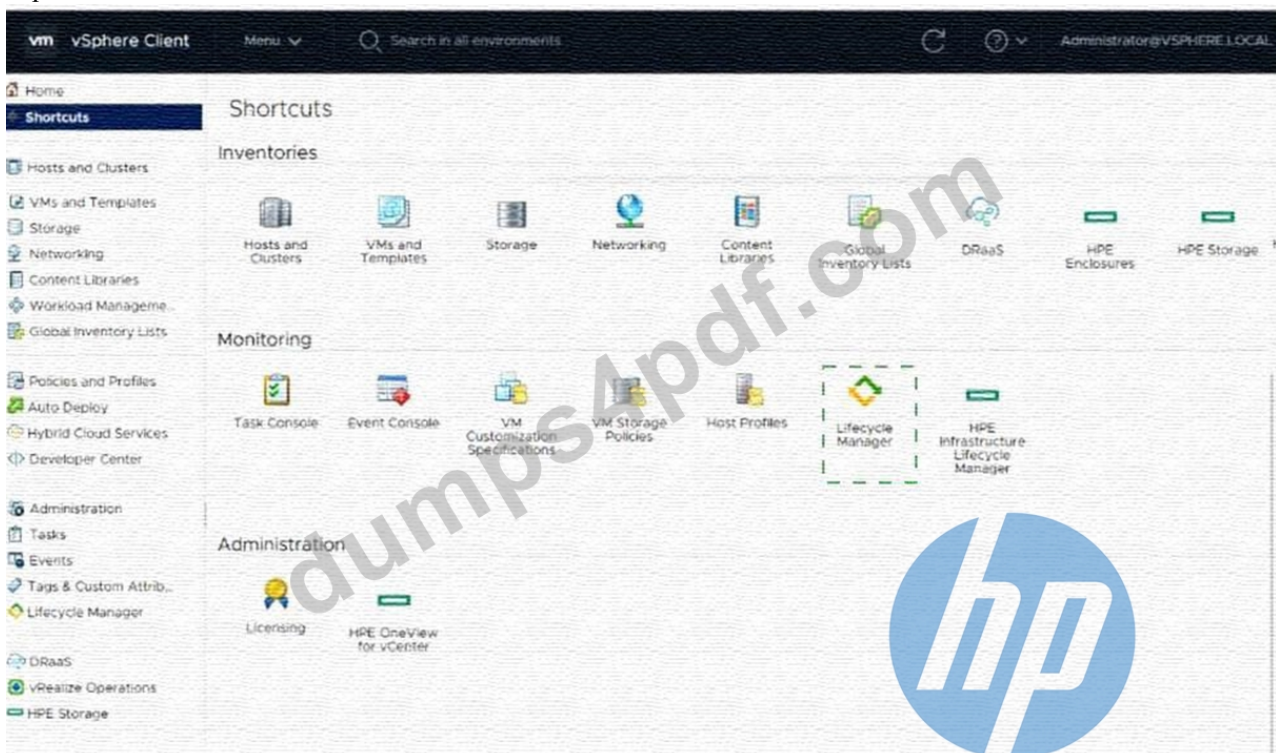 vm vSphere Client Menu Search in all environments Administrator@VSPHERE.LOCAL
Home
Shortcuts
Hosts and Clusters
VMs and Templates
Storage
Networking
Content Libraries
Workload Manageme...
Global Inventory Lists
Policies and Profiles
Auto Deploy
Hybrid Cloud Services
Developer Center
Administration
Tasks
Events
Tags & Custom Attrib...
Lifecycle Manager
DRaaS
vRealize Operations
HPE Storage
Shortcuts
Inventories
Hosts and
Clusters
VMs and
Templates
Storage
Networking
Content
Libraries
Global
Inventory Lists
DRaaS
HPE
Enclosures
HPE Storage
Monitoring
Task Console
Event Console
VM
Customization
Specifications
VM Storage
Policies
Host Profiles
Lifecycle
Manager
HPE
Infrastructure
Lifecycle
Manager
Administration
Licensing
HPE OneView
for vCenter
dumps4pdf.com
hp